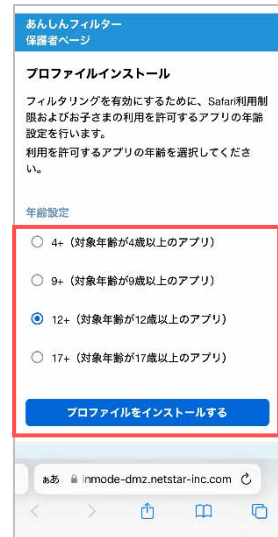 あんしんフィルター
保護者ページ
プロファイルインストール
フィルタリングを有効にするために、Safari利用制
限およびお子さまの利用を許可するアプリの年齢
設定を行います。
利用を許可するアプリの年齢を選択してくださ
い。
年齢設定
4+（対象年齢が4歳以上のアプリ）
9+（対象年齢が9歳以上のアプリ）
12+（対象年齢が12歳以上のアプリ）
17+（対象年齢が17歳以上のアプリ）
プロファイルをインストールする
ああ inmode-dmz.netstar-inc.com